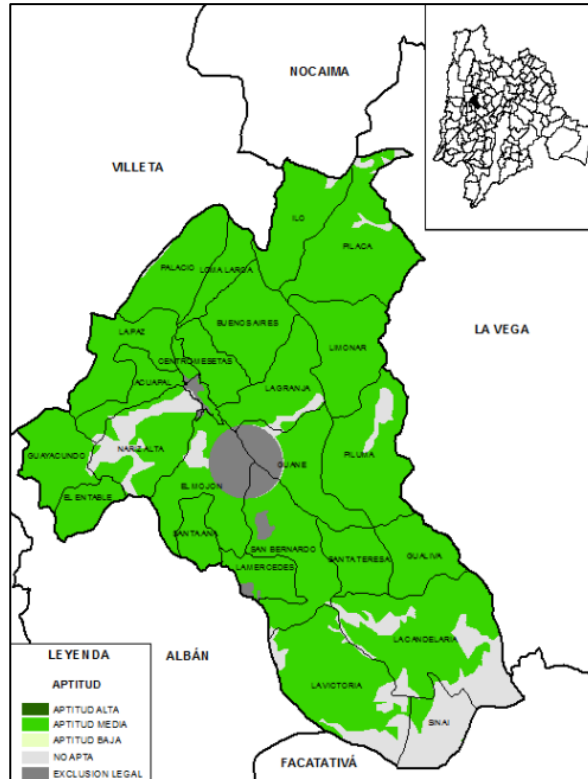 NOCAIMA
VILLETA
ILO
PILACA
PALACIO
LOMA LARGA
BUENOS AIRES
LA VEGA
LA PAZ
LIMONAR
CENTRO MESETAS
ACUAPAL
LA GRANJA
NARIZ ALTA
GUAYACUNDO
GUANE
PILUMA
EL MOJON
EL ENTABLE
SANTA ANA
SAN BERNARDO
SANTA TERESA
GUALIVA
LA MERCEDES
LA CANDELARIA
ALBÁN
LA VICTORIA
SINAI
FACATATIVÁ
LEYENDA
APTITUD
APTITUD ALTA
APTITUD MEDIA
APTITUD BAJA
NO APTA
EXCLUSION LEGAL